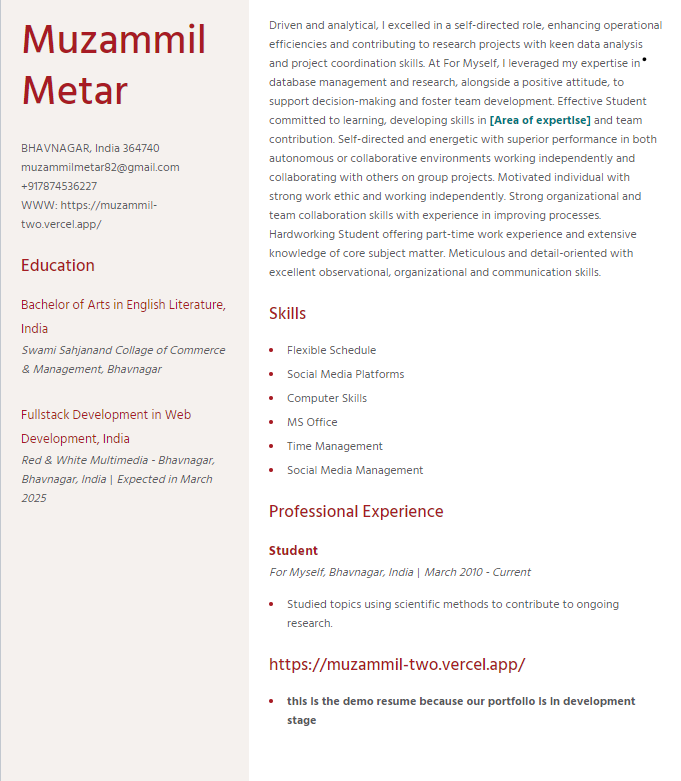 Muzammil
Metar
BHAVNAGAR, India 364740
muzammilmetar82@gmail.com
+917874536227
WWW: https://muzammil-
two.vercel.app/
Education
Bachelor of Arts in English Literature,
India
Swami Sahjanand Collage of Commerce
& Management, Bhavnagar
Fullstack Development in Web
Development, India
Red & White Multimedia - Bhavnagar,
Bhavnagar, India | Expected in March
2025
Driven and analytical, I excelled in a self-directed role, enhancing operational
efficiencies and contributing to research projects with keen data analysis
and project coordination skills. At For Myself, I leveraged my expertise in
database management and research, alongside a positive attitude, to
support decision-making and foster team development. Effective Student
committed to learning, developing skills in [Area of expertise] and team
contribution. Self-directed and energetic with superior performance in both
autonomous or collaborative environments working independently and
collaborating with others on group projects. Motivated individual with
strong work ethic and working independently. Strong organizational and
team collaboration skills with experience in improving processes.
Hardworking Student offering part-time work experience and extensive
knowledge of core subject matter. Meticulous and detail-oriented with
excellent observational, organizational and communication skills.
Skills
• Flexible Schedule
• Social Media Platforms
• Computer Skills
• MS Office
• Time Management
• Social Media Management
Professional Experience
Student
For Myself, Bhavnagar, India | March 2010 - Current
• Studied topics using scientific methods to contribute to ongoing
research.
https://muzammil-two.vercel.app/
• this is the demo resume because our portfolio is in development
stage